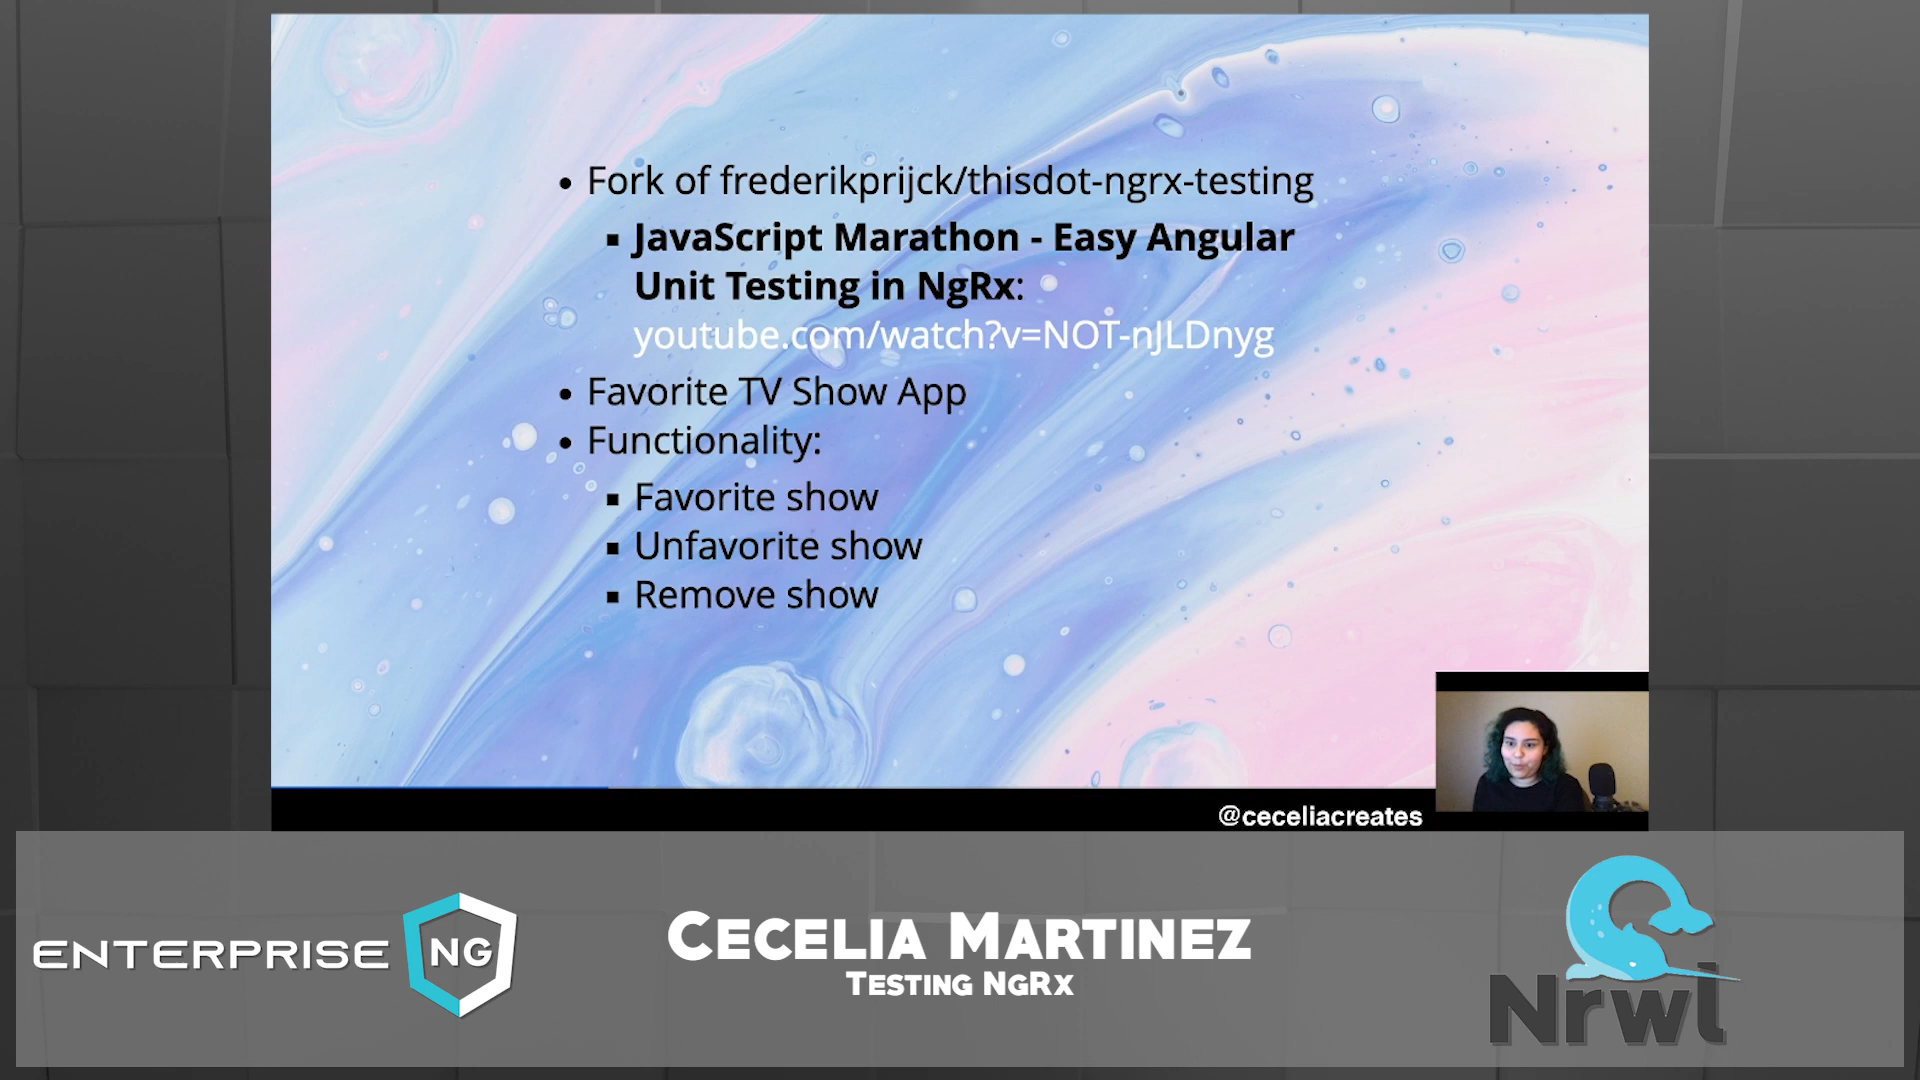 Fork of frederikprijck/thisdot-ngrx-testing
JavaScript Marathon - Easy Angular
Unit Testing in NgRx:
youtube.com/watch?v=NOT-nJLDnyg
Favorite TV Show App
Functionality:
Favorite show
Unfavorite show
Remove show
@ceceliacreates
ENTERPRISE NG
CECELIA MARTINEZ
TESTING NGRX
Nrwl